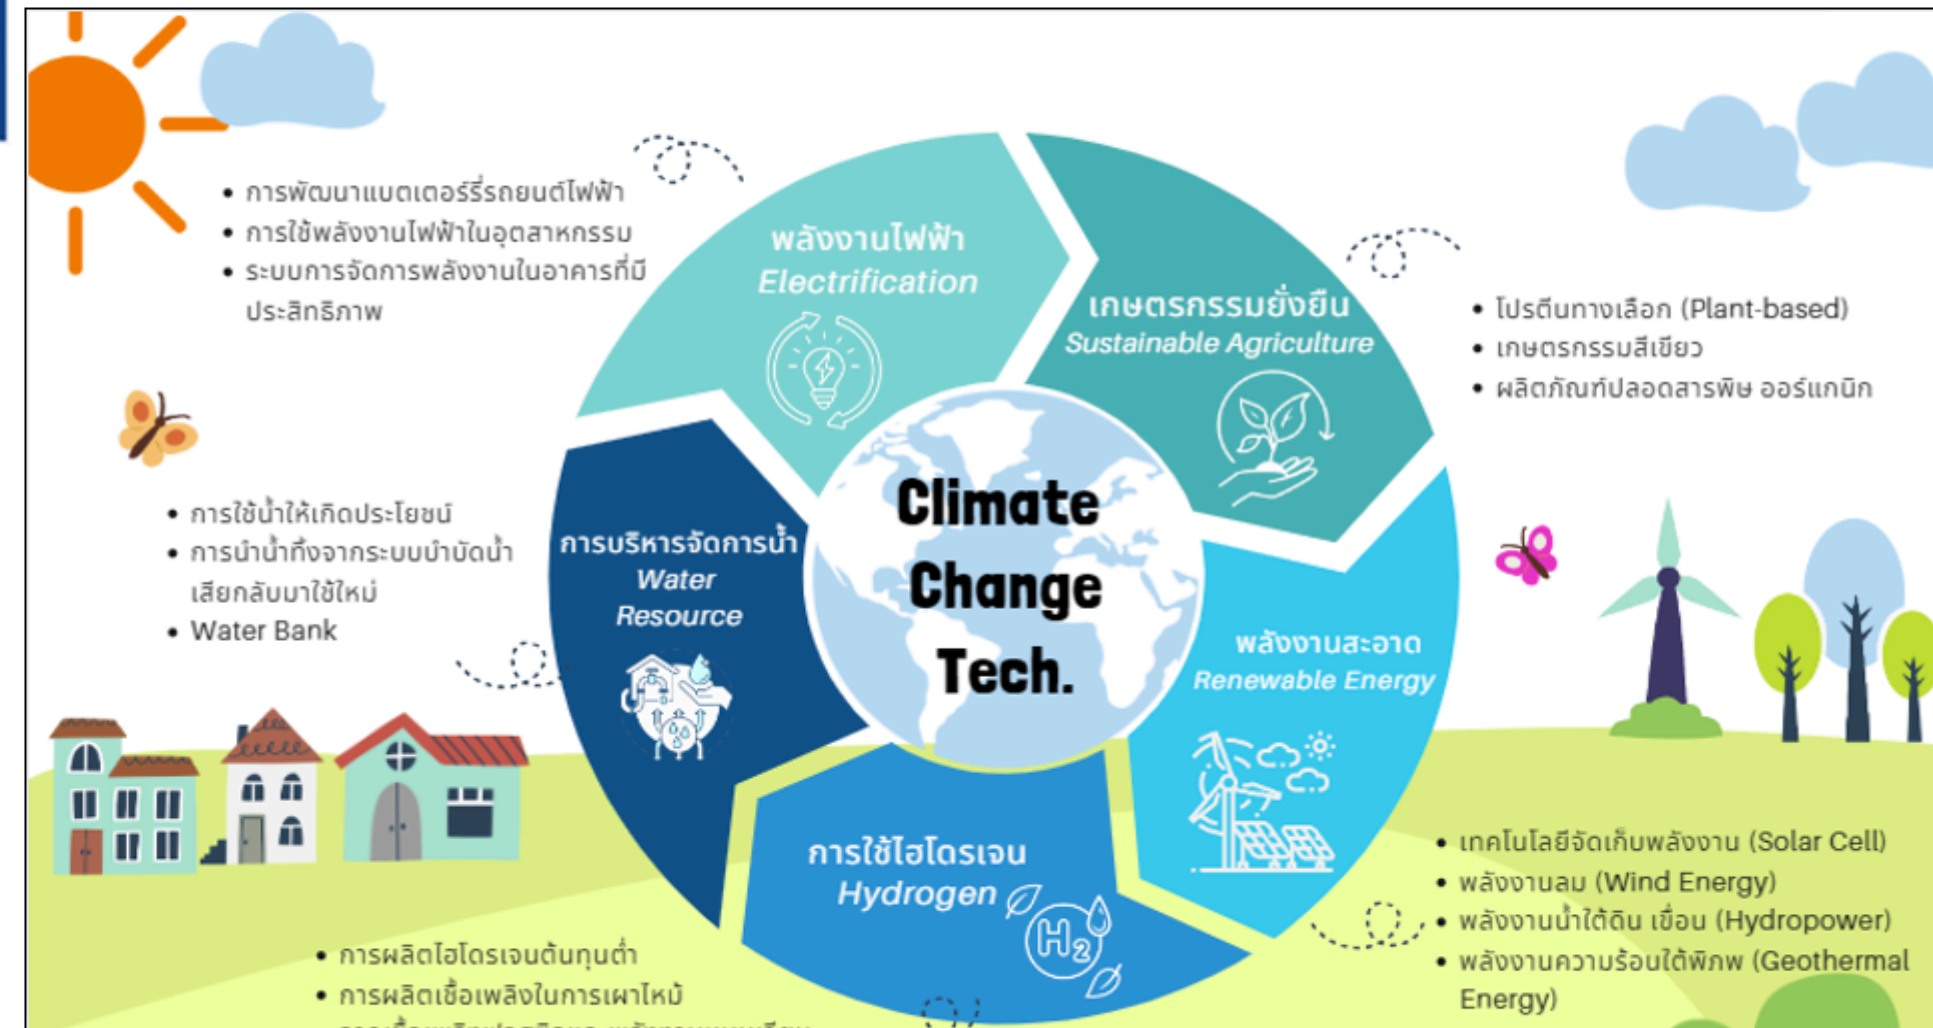 • การพัฒนาแบตเตอร์รี่รถยนต์ไฟฟ้า
• การใช้พลังงานไฟฟ้าในอุตสาหกรรม
• ระบบการจัดการพลังงานในอาคารที่มี
ประสิทธิภาพ
พลังงานไฟฟ้า
Electrification
เกษตรกรรมยั่งยืน
Sustainable Agriculture
• โปรตีนทางเลือก (Plant-based)
• เกษตรกรรมสีเขียว
• ผลิตภัณฑ์ปลอดสารพิษ ออร์แกนิก
• การใช้น้ำให้เกิดประโยชน์
• การนำน้ำทิ้งจากระบบบำบัดน้ำ
เสียกลับมาใช้ใหม่
• Water Bank
การบริหารจัดการน้ำ
Water
Resource
Climate
Change
Tech.
พลังงานสะอาด
Renewable Energy
• เทคโนโลยีจัดเก็บพลังงาน (Solar Cell)
• พลังงานลม (Wind Energy)
• พลังงานน้ำใต้ดิน เขื่อน (Hydropower)
• พลังงานความร้อนใต้พิภพ (Geothermal
Energy)
การใช้ไฮโดรเจน
Hydrogen
H2
• การผลิตไฮโดรเจนต้นทุนต่ำ
• การผลิตเชื้อเพลิงในการเผาไหม้